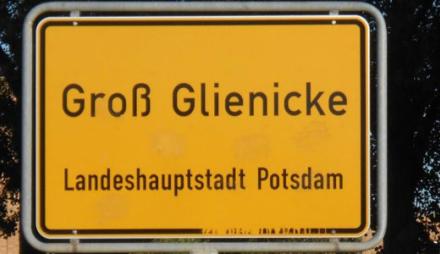 Groß Glienicke
Landeshauptstadt Potsdam